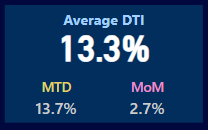 Average DTI
13.3%
MTD MoM
13.7% 2.7%